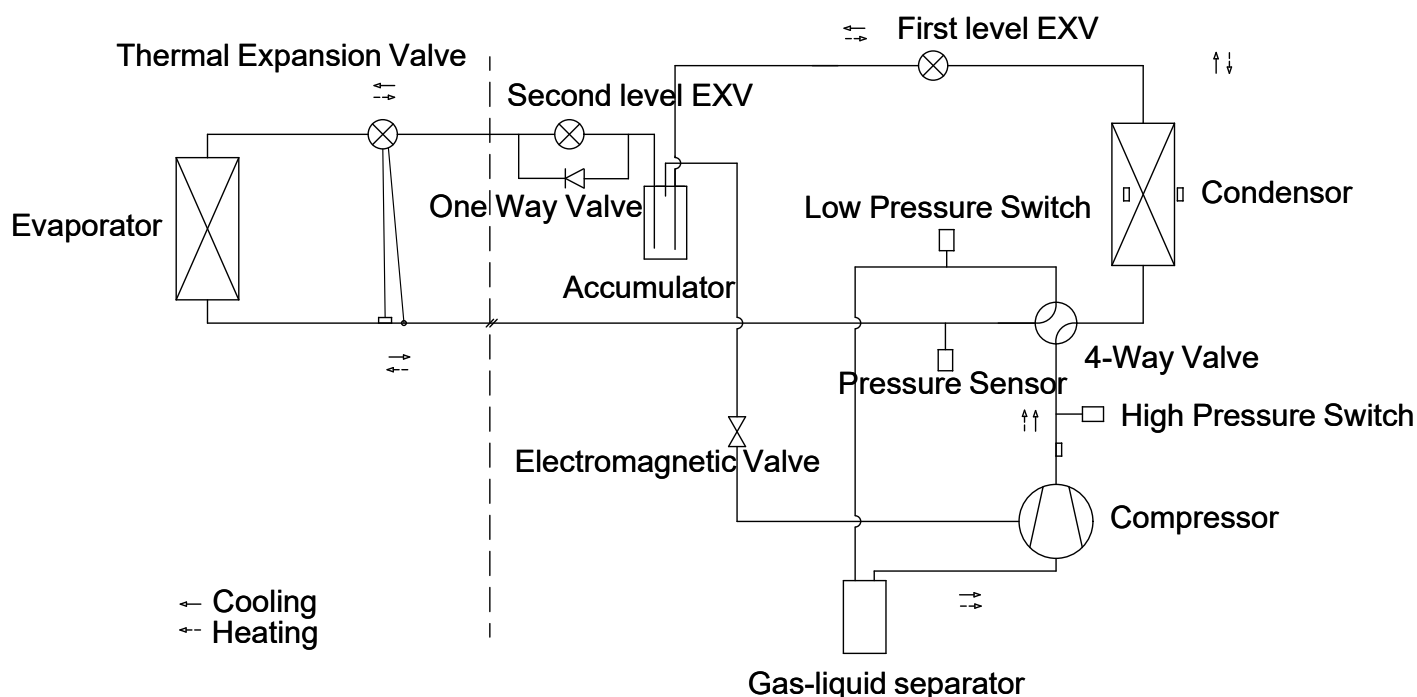 First level EXV
Thermal Expansion Valve
Second level EXV
One Way Valve
Low Pressure Switch
Condensor
Evaporator
Accumulator
4-Way Valve
Pressure Sensor
High Pressure Switch
Electromagnetic Valve
Compressor
Cooling
Heating
Gas-liquid separator